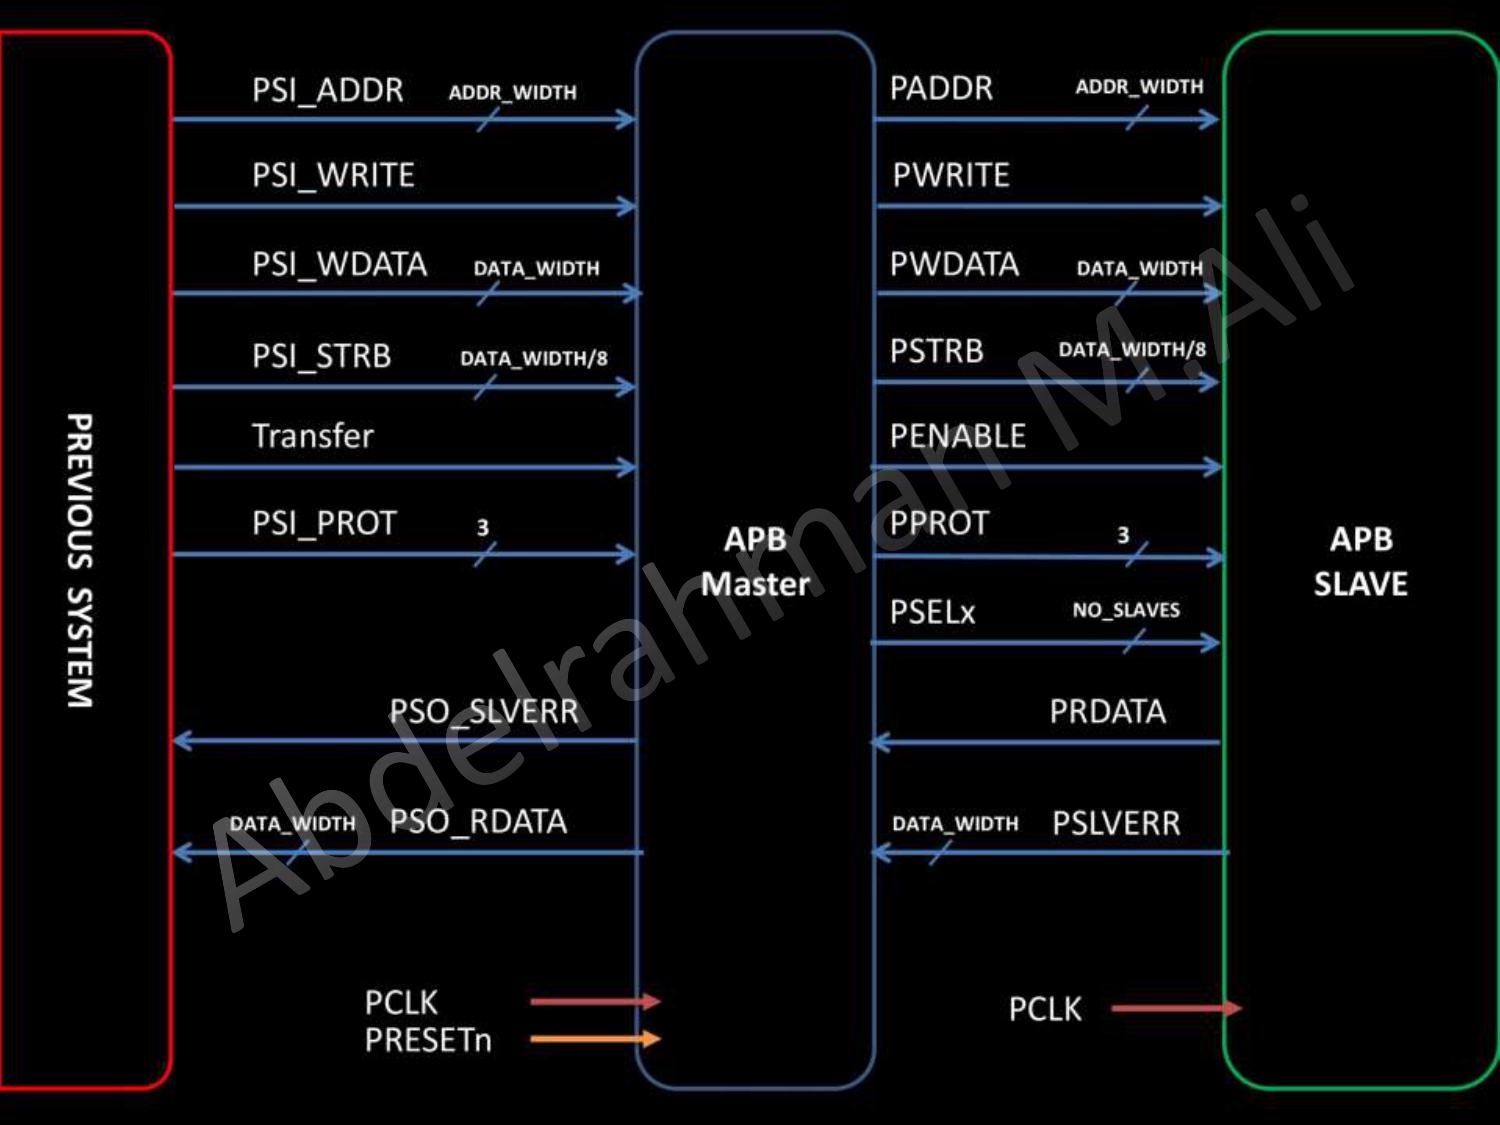 PSI_ADDR ADDR_WIDTH
PSI_WRITE
PSI_WDATA DATA_WIDTH
PSI_STRB DATA_WIDTH/8
Transfer
PSI_PROT 3
PSO_SLVERR
DATA_WIDTH PSO_RDATA
PCLK
PRESETn
PREVIOUS SYSTEM
APB
Master
PADDR ADDR_WIDTH
PWRITE
PWDATA DATA_WIDTH
PSTRB DATA_WIDTH/8
PENABLE
PPROT 3
PSELx NO_SLAVES
PRDATA
DATA_WIDTH PSLVERR
PCLK
APB
SLAVE
Abdelrahman M.Ali